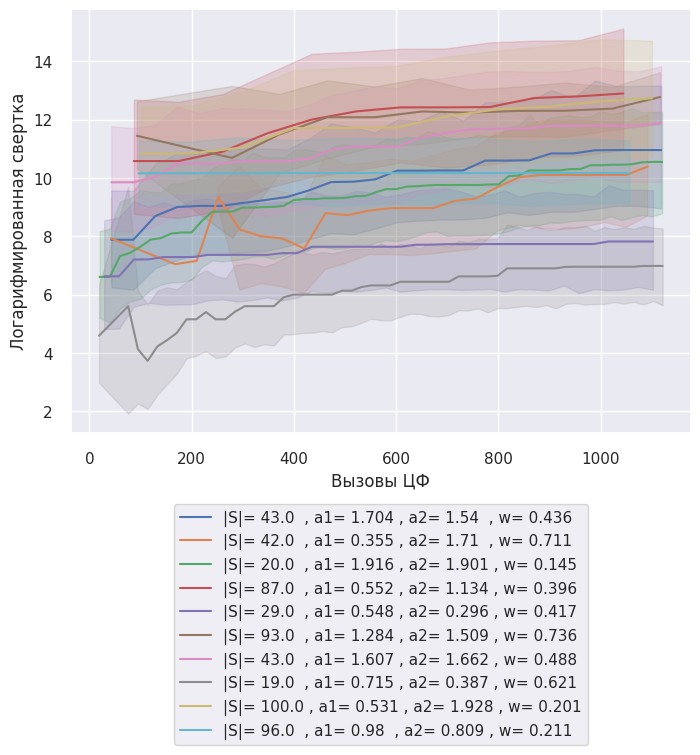 Логарифмированная свертка
14
12
10
8
6
4
2
0 200 400 600 800 1000
Вызовы ЦФ
|S|= 43.0 , a1= 1.704 , a2= 1.54 , w= 0.436
|S|= 42.0 , a1= 0.355 , a2= 1.71 , w= 0.711
|S|= 20.0 , a1= 1.916 , a2= 1.901 , w= 0.145
|S|= 87.0 , a1= 0.552 , a2= 1.134 , w= 0.396
|S|= 29.0 , a1= 0.548 , a2= 0.296 , w= 0.417
|S|= 93.0 , a1= 1.284 , a2= 1.509 , w= 0.736
|S|= 43.0 , a1= 1.607 , a2= 1.662 , w= 0.488
|S|= 19.0 , a1= 0.715 , a2= 0.387 , w= 0.621
|S|= 100.0 , a1= 0.531 , a2= 1.928 , w= 0.201
|S|= 96.0 , a1= 0.98 , a2= 0.809 , w= 0.211